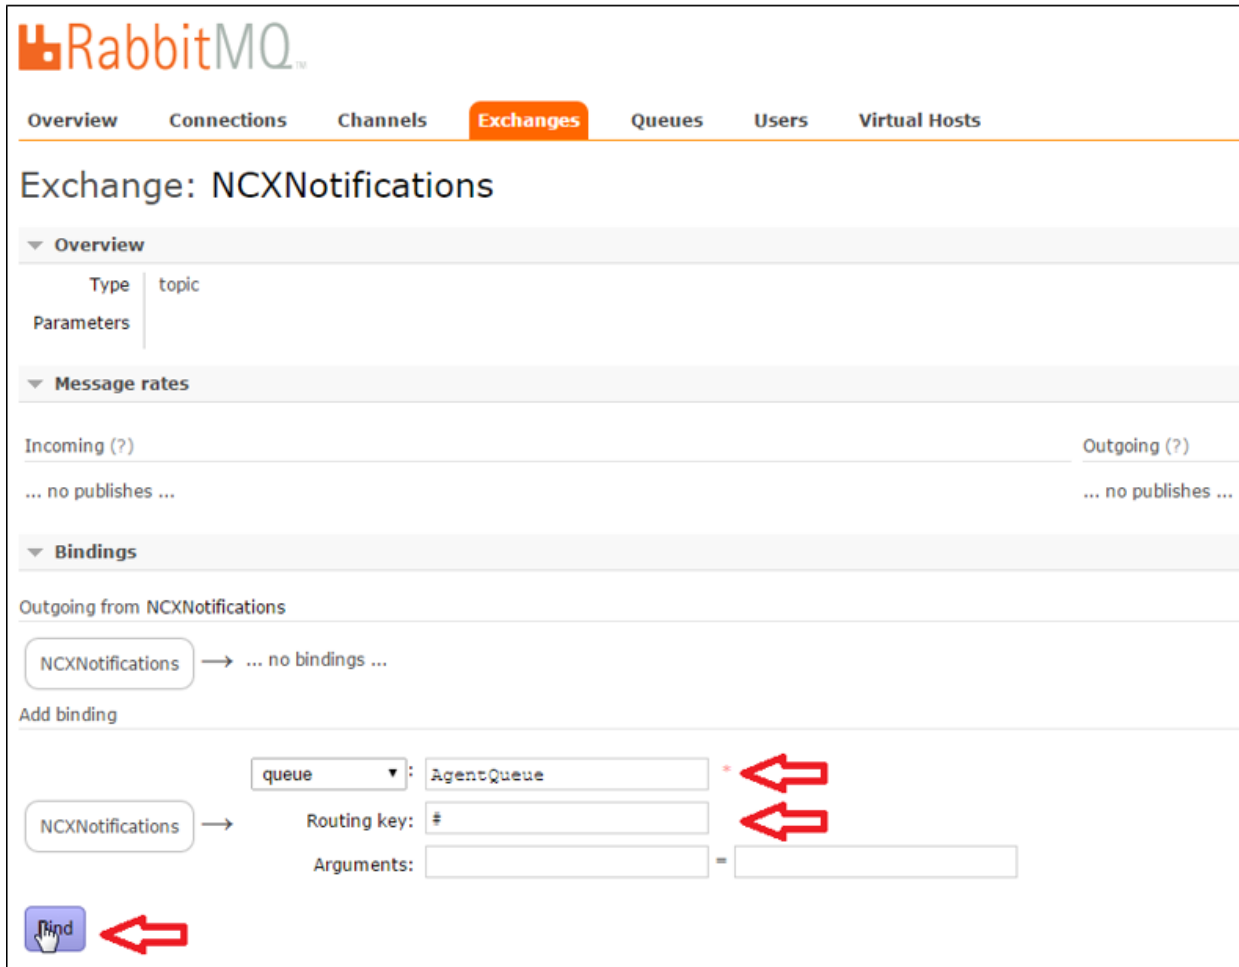 RabbitMQ™
Overview Connections Channels Exchanges Queues Users Virtual Hosts
Exchange: NCXNotifications
Overview
Type topic
Parameters
Message rates
Incoming (?) Outgoing (?)
... no publishes ... ... no publishes ...
Bindings
Outgoing from NCXNotifications
NCXNotifications → ... no bindings ...
Add binding
queue : AgentQueue *
NCXNotifications → Routing key: #
Arguments: =
Bind